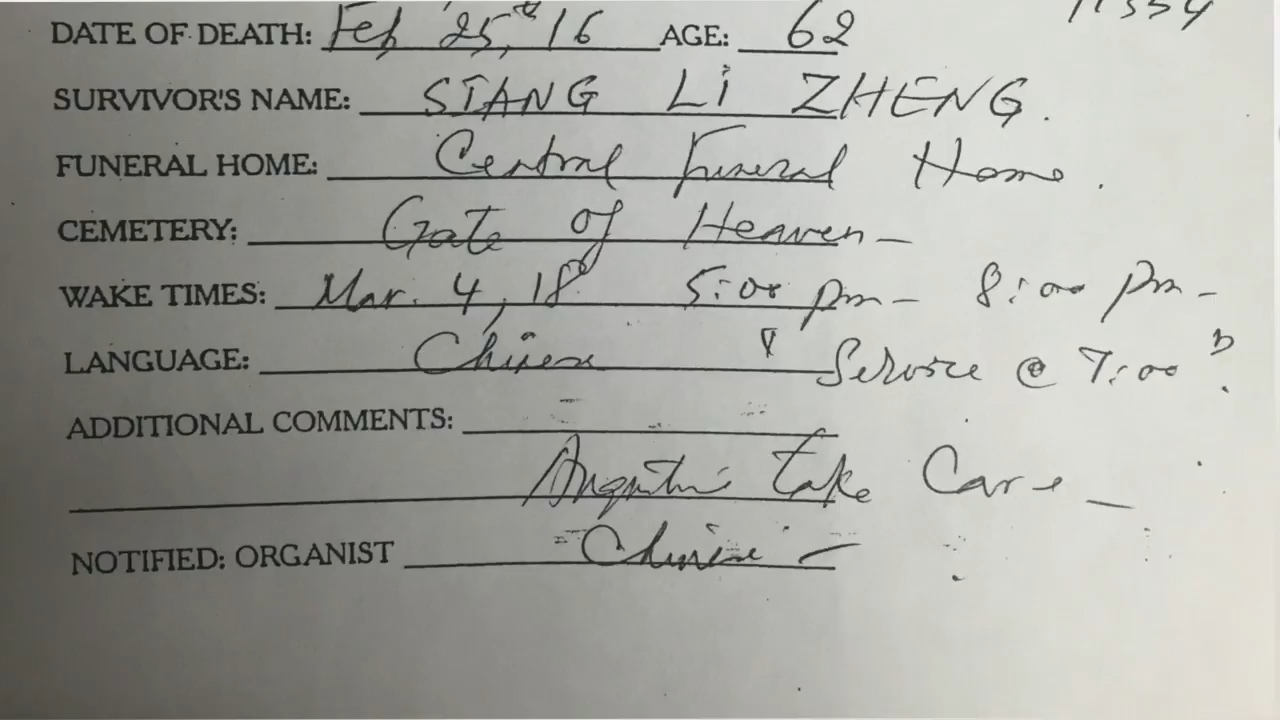 DATE OF DEATH: Feb 25th, 16 AGE: 62
SURVIVOR'S NAME: SIANG Li ZHENG.
FUNERAL HOME: Central Funeral Home.
CEMETERY: Gate of Heaven
WAKE TIMES: Mar. 4, 18 5:00 pm - 8:00 pm -
LANGUAGE: Chinese "Service @ 7:00".
ADDITIONAL COMMENTS:
take Care
NOTIFIED: ORGANIST Chinese -